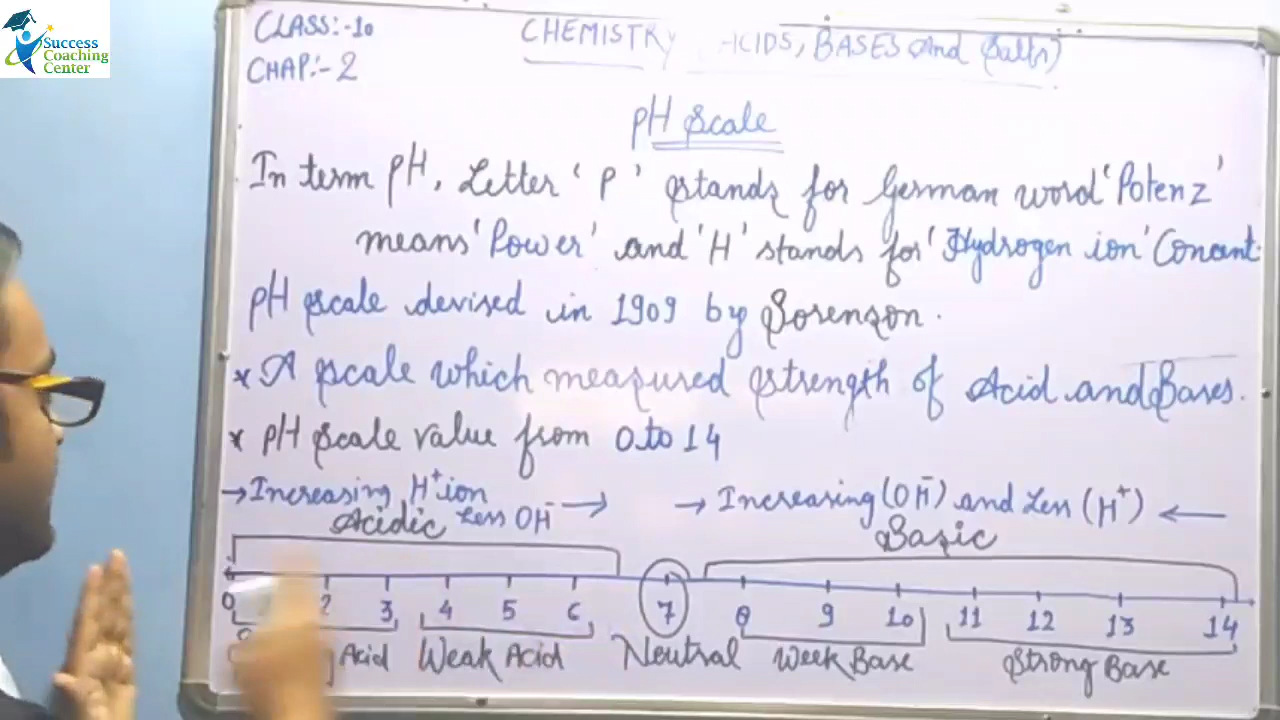 Success
Coaching
Center
CLASS:-10
CHEMISTRY ACIDS, BASES And Salts)
CHAP:-2
pH Scale
In term pH, Letter 'P' stands for German word 'Potenz'
means 'Power' and 'H' stands for 'Hydrogen ion' Concant.
pH scale devised in 1909 by Sorenson.
* A scale which measured strength of Acid and Bases.
* pH scale value from 0 to 14
→ Increasing H⁺ ion → Increasing (OH⁻) and Less (H⁺) ←
Acidic Less OH⁻ → Basic
0 2 3 4 5 6 7 8 9 10 11 12 13 14
Acid Weak Acid Neutral Week Base Strong Base